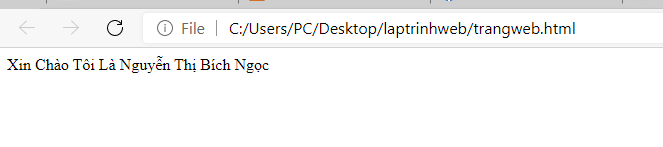 File C:/Users/PC/Desktop/laptrinhweb/trangweb.html
Xin Chào Tôi Là Nguyễn Thị Bích Ngọc